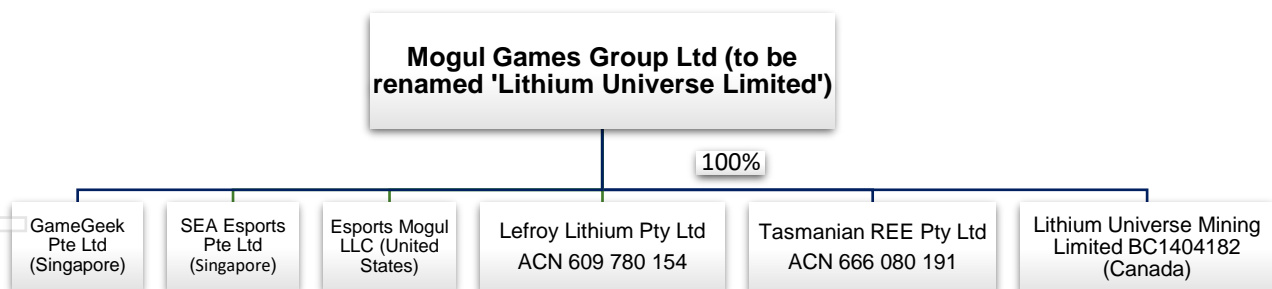 Mogul Games Group Ltd (to be
renamed 'Lithium Universe Limited')
100%
GameGeek
Pte Ltd
(Singapore)
SEA Esports
Pte Ltd
(Singapore)
Esports Mogul
LLC (United
States)
Lefroy Lithium Pty Ltd
ACN 609 780 154
Tasmanian REE Pty Ltd
ACN 666 080 191
Lithium Universe Mining
Limited BC1404182
(Canada)